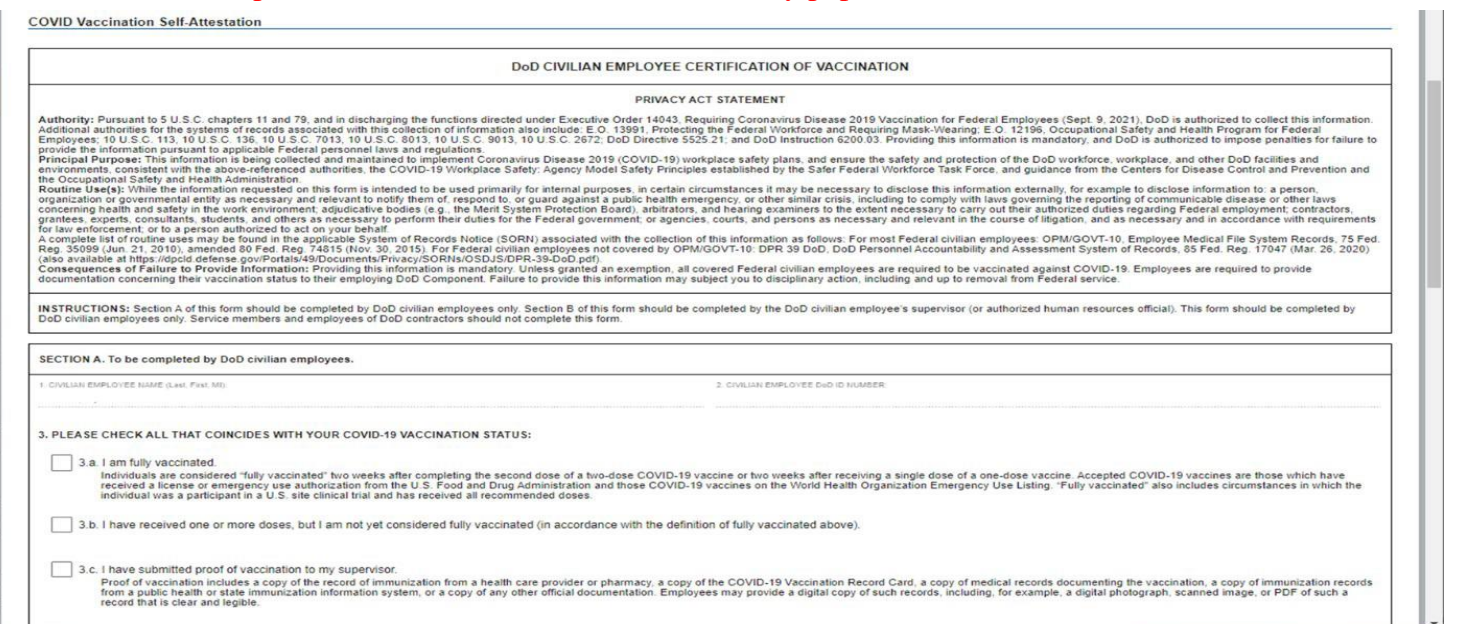 COVID Vaccination Self-Attestation
DoD CIVILIAN EMPLOYEE CERTIFICATION OF VACCINATION
PRIVACY ACT STATEMENT
Authority: Pursuant to 5 U.S.C. chapters 11 and 79, and in discharging the functions directed under Executive Order 14043, Requiring Coronavirus Disease 2019 Vaccination for Federal Employees (Sept. 9, 2021), DoD is authorized to collect this information.
Additional authorities for the systems of records associated with this collection of information also include: E.O. 13991, Protecting the Federal Workforce and Requiring Mask-Wearing; E.O. 12196, Occupational Safety and Health Program for Federal
Employees; 10 U.S.C. 113, 10 U.S.C. 136, 10 U.S.C. 7013, 10 U.S.C. 8013, 10 U.S.C. 9013, 10 U.S.C. 2672; DoD Directive 5525.21; and DoD Instruction 6200.03. Providing this information is mandatory, and DoD is authorized to impose penalties for failure to
provide the information pursuant to applicable Federal personnel laws and regulations.
Principal Purpose: This information is being collected and maintained to implement Coronavirus Disease 2019 (COVID-19) workplace safety plans, and ensure the safety and protection of the DoD workforce, workplace, and other DoD facilities and
environments, consistent with the above-referenced authorities, the COVID-19 Workplace Safety: Agency Model Safety Principles established by the Safer Federal Workforce Task Force, and guidance from the Centers for Disease Control and Prevention and
the Occupational Safety and Health Administration.
Routine Use(s): While the information requested on this form is intended to be used primarily for internal purposes, in certain circumstances it may be necessary to disclose this information externally, for example to disclose information to: a person,
organization or governmental entity as necessary and relevant to notify them of, respond to, or guard against a public health emergency, or other similar crisis, including to comply with laws governing the reporting of communicable disease or other laws
concerning health and safety in the work environment; adjudicative bodies (e.g., the Merit System Protection Board), arbitrators, and hearing examiners to the extent necessary to carry out their authorized duties regarding Federal employment; contractors,
grantees, experts, consultants, students, and others as necessary to perform their duties for the Federal government; or agencies, courts, and persons as necessary and relevant in the course of litigation, and as necessary and in accordance with requirements
for law enforcement; or to a person authorized to act on your behalf.
A complete list of routine uses may be found in the applicable System of Records Notice (SORN) associated with the collection of this information as follows: For most Federal civilian employees: OPM/GOVT-10, Employee Medical File System Records, 75 Fed.
Reg. 35099 (Jun. 21, 2010), amended 80 Fed. Reg. 74815 (Nov. 30, 2015). For Federal civilian employees not covered by OPM/GOVT-10: DPR 39 DoD, DoD Personnel Accountability and Assessment System of Records, 85 Fed. Reg. 17047 (Mar. 26, 2020)
(also available at https://dpcld.defense.gov/Portals/49/Documents/Privacy/SORNs/OSDJS/DPR-39-DoD.pdf).
Consequences of Failure to Provide Information: Providing this information is mandatory. Unless granted an exemption, all covered Federal civilian employees are required to be vaccinated against COVID-19. Employees are required to provide
documentation concerning their vaccination status to their employing DoD Component. Failure to provide this information may subject you to disciplinary action, including and up to removal from Federal service.
INSTRUCTIONS: Section A of this form should be completed by DoD civilian employees only. Section B of this form should be completed by the DoD civilian employee's supervisor (or authorized human resources official). This form should be completed by
DoD civilian employees only. Service members and employees of DoD contractors should not complete this form.
SECTION A. To be completed by DoD civilian employees.
1. CIVILIAN EMPLOYEE NAME (Last, First, MI)
2. CIVILIAN EMPLOYEE DoD ID NUMBER
3. PLEASE CHECK ALL THAT COINCIDES WITH YOUR COVID-19 VACCINATION STATUS:
3.a. I am fully vaccinated.
Individuals are considered "fully vaccinated" two weeks after completing the second dose of a two-dose COVID-19 vaccine or two weeks after receiving a single dose of a one-dose vaccine. Accepted COVID-19 vaccines are those which have
received a license or emergency use authorization from the U.S. Food and Drug Administration and those COVID-19 vaccines on the World Health Organization Emergency Use Listing. "Fully vaccinated" also includes circumstances in which the
individual was a participant in a U.S. site clinical trial and has received all recommended doses.
3.b. I have received one or more doses, but I am not yet considered fully vaccinated (in accordance with the definition of fully vaccinated above).
3.c. I have submitted proof of vaccination to my supervisor.
Proof of vaccination includes a copy of the record of immunization from a health care provider or pharmacy, a copy of the COVID-19 Vaccination Record Card, a copy of medical records documenting the vaccination, a copy of immunization records
from a public health or state immunization information system, or a copy of any other official documentation. Employees may provide a digital copy of such records, including, for example, a digital photograph, scanned image, or PDF of such a
record that is clear and legible.